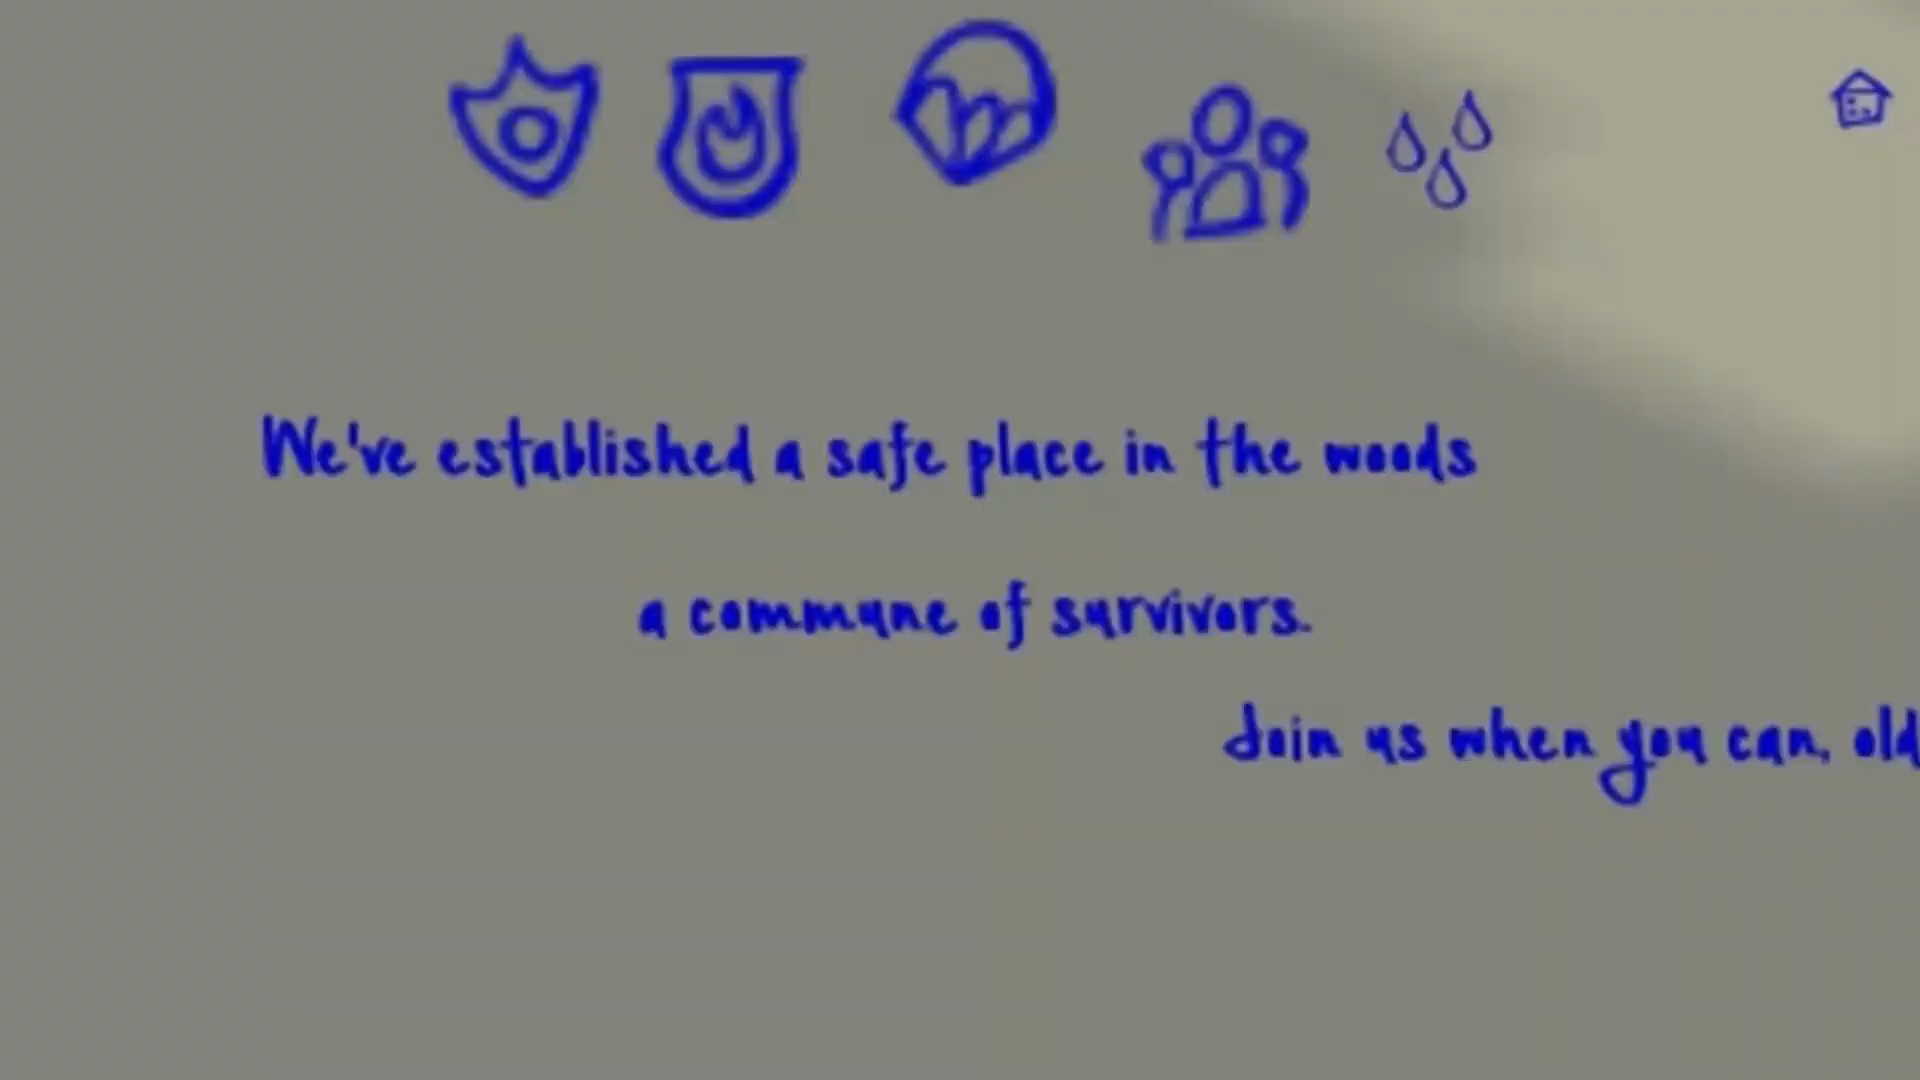 We've established a safe place in the woods
a commune of survivors.
Join us when you can, old